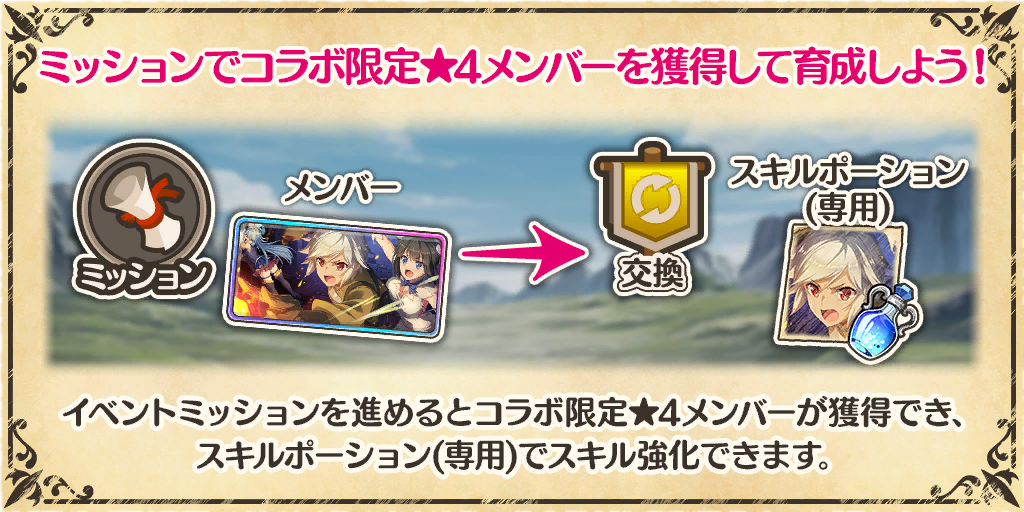 ミッションでコラボ限定★4メンバーを獲得して育成しよう！
ミッション
メンバー
交換
スキルポーション
(専用)
イベントミッションを進めるとコラボ限定★4メンバーが獲得でき、
スキルポーション(専用)でスキル強化できます。